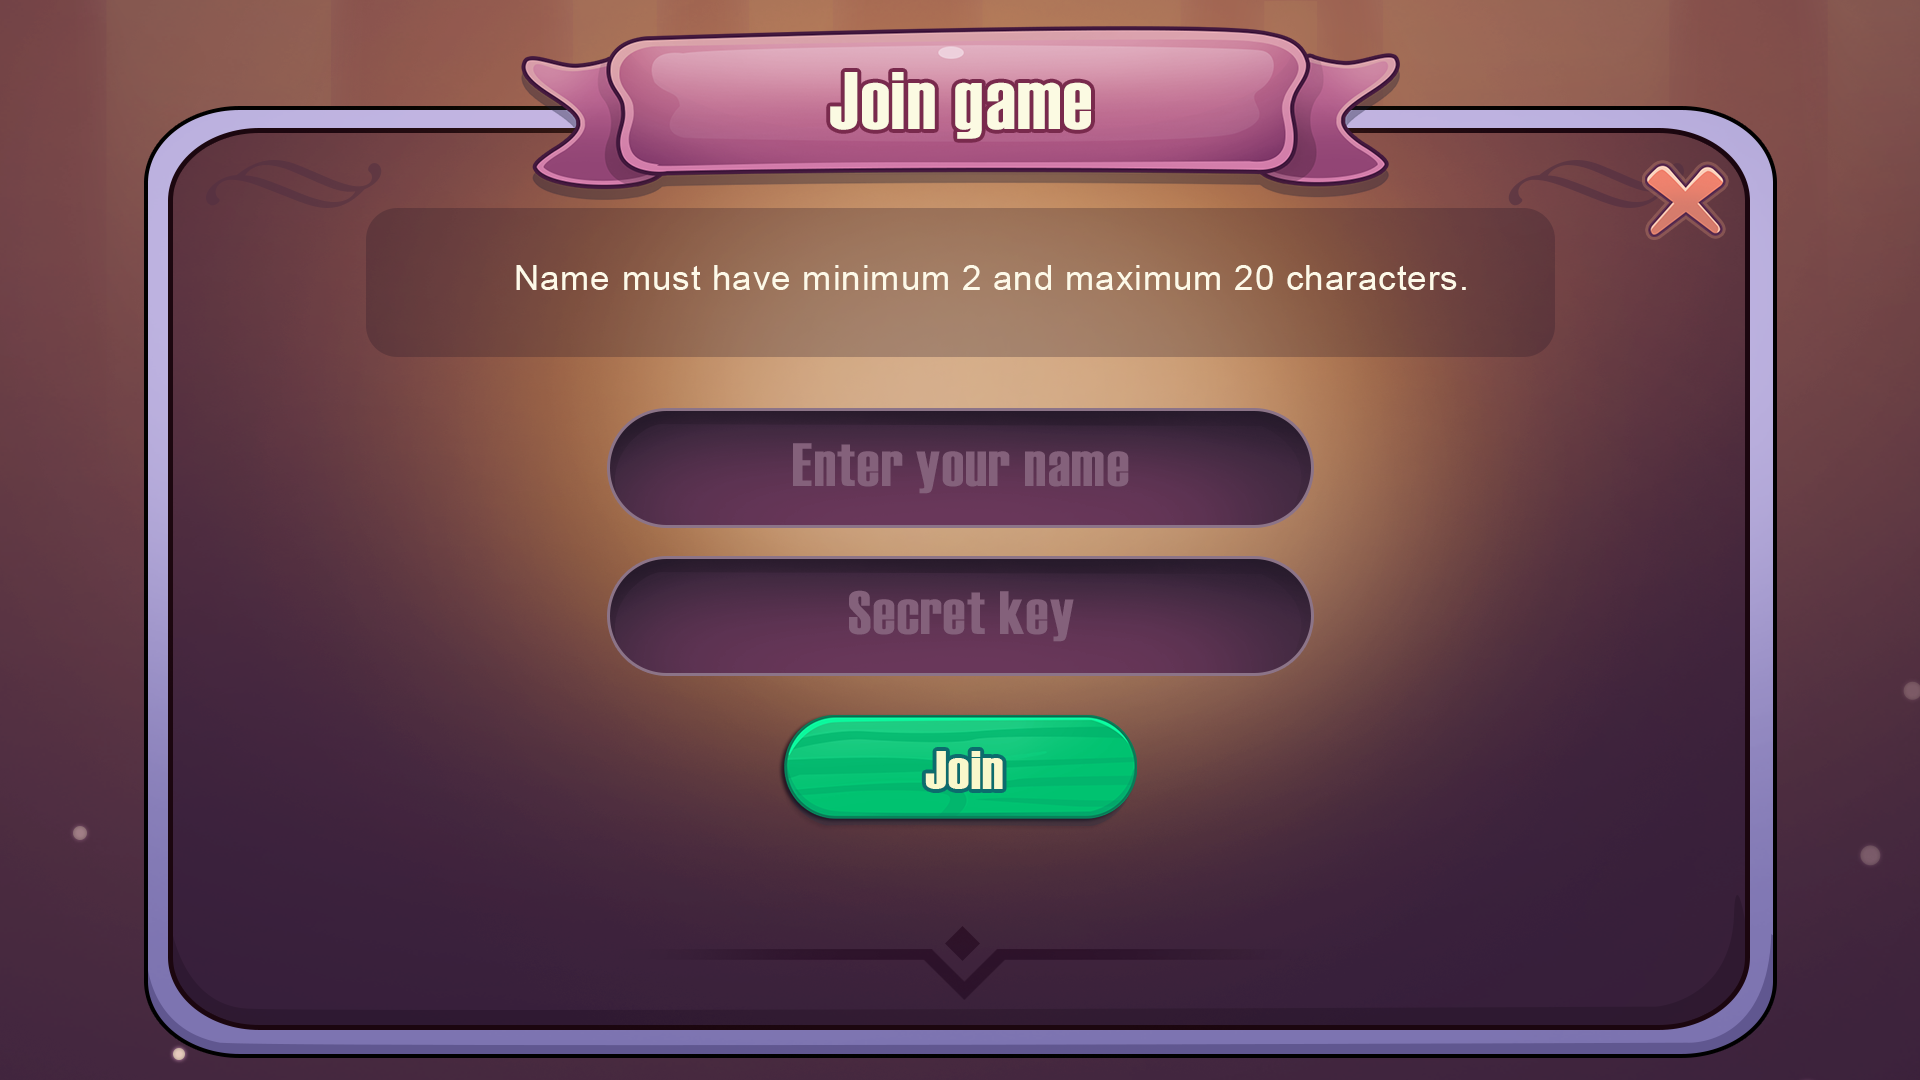 Join game
Name must have minimum 2 and maximum 20 characters.
Enter your name
Secret key
Join